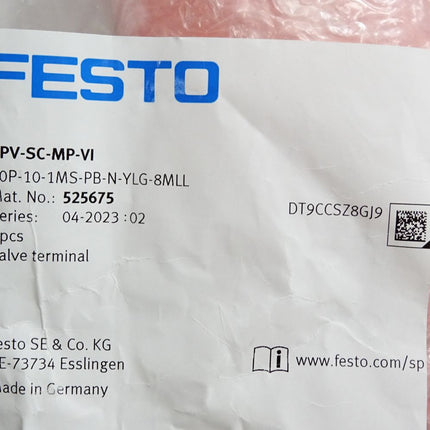 FESTO
PV-SC-MP-VI
0P-10-1MS-PB-N-YLG-8MLL
Mat. No.: 525675
eries: 04-2023 : 02
DT9CCSZ8GJ9
pcs
alve terminal
esto SE & Co. KG
E-73734 Esslingen
ade in Germany
i www.festo.com/sp